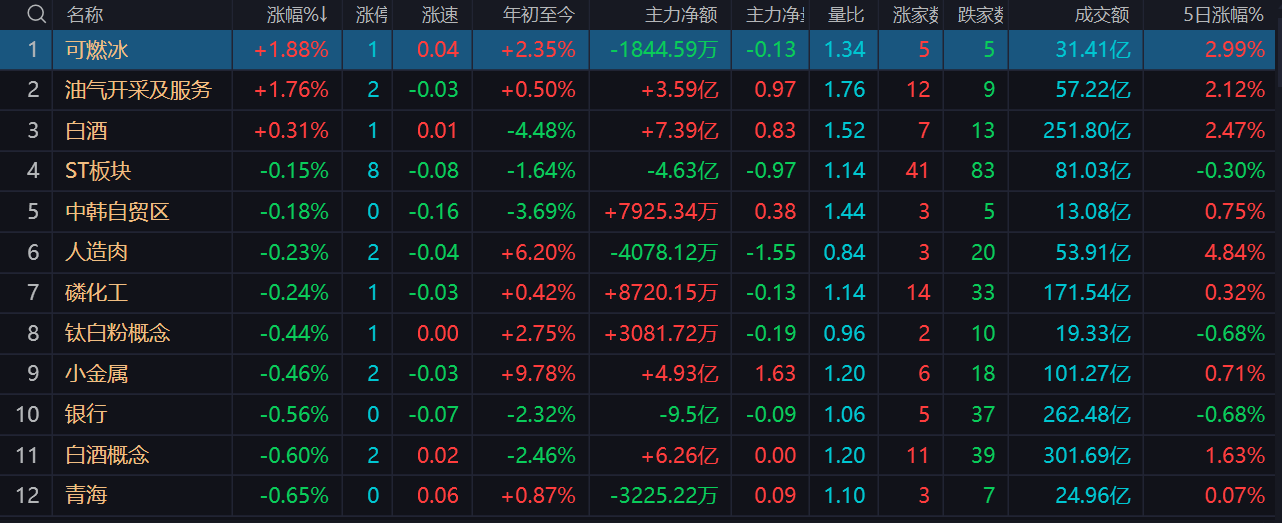 名称 涨幅%↓ 涨停 涨速 年初至今 主力净额 主力净量 量比 涨家数 跌家数 成交额 5日涨幅%
1 可燃冰 +1.88% 1 0.04 +2.35% -1844.59万 -0.13 1.34 5 5 31.41亿 2.99%
2 油气开采及服务 +1.76% 2 -0.03 +0.50% +3.59亿 0.97 1.76 12 9 57.22亿 2.12%
3 白酒 +0.31% 1 0.01 -4.48% +7.39亿 0.83 1.52 7 13 251.80亿 2.47%
4 ST板块 -0.15% 8 -0.08 -1.64% -4.63亿 -0.97 1.14 41 83 81.03亿 -0.30%
5 中韩自贸区 -0.18% 0 -0.16 -3.69% +7925.34万 0.38 1.44 3 5 13.08亿 0.75%
6 人造肉 -0.23% 2 -0.04 +6.20% -4078.12万 -1.55 0.84 3 20 53.91亿 4.84%
7 磷化工 -0.24% 1 -0.03 +0.42% +8720.15万 -0.13 1.14 14 33 171.54亿 0.32%
8 钛白粉概念 -0.44% 1 0.00 +2.75% +3081.72万 -0.19 0.96 2 10 19.33亿 -0.68%
9 小金属 -0.46% 2 -0.03 +9.78% +4.93亿 1.63 1.20 6 18 101.27亿 0.71%
10 银行 -0.56% 0 -0.07 -2.32% -9.5亿 -0.09 1.06 5 37 262.48亿 -0.68%
11 白酒概念 -0.60% 2 0.02 -2.46% +6.26亿 0.00 1.20 11 39 301.69亿 1.63%
12 青海 -0.65% 0 0.06 +0.87% -3225.22万 0.09 1.10 3 7 24.96亿 0.07%